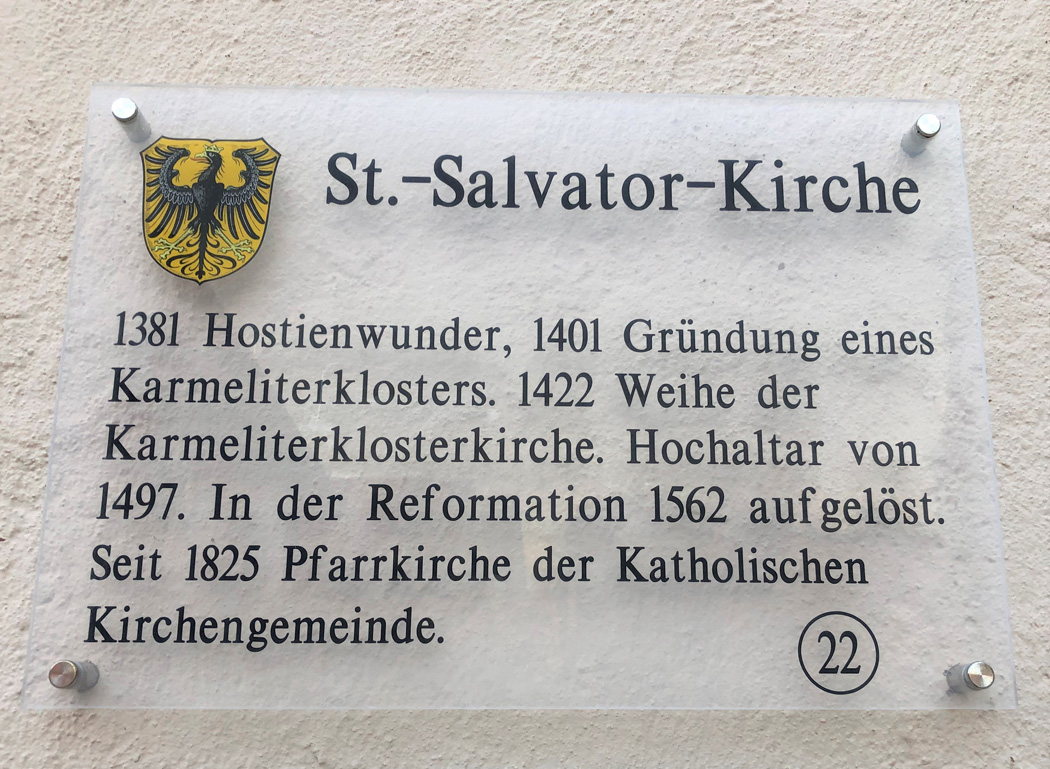 St.-Salvator-Kirche
1381 Hostienwunder, 1401 Gründung eines
Karmeliterklosters. 1422 Weihe der
Karmeliterklosterkirche. Hochaltar von
1497. In der Reformation 1562 aufgelöst.
Seit 1825 Pfarrkirche der Katholischen
Kirchengemeinde.
22